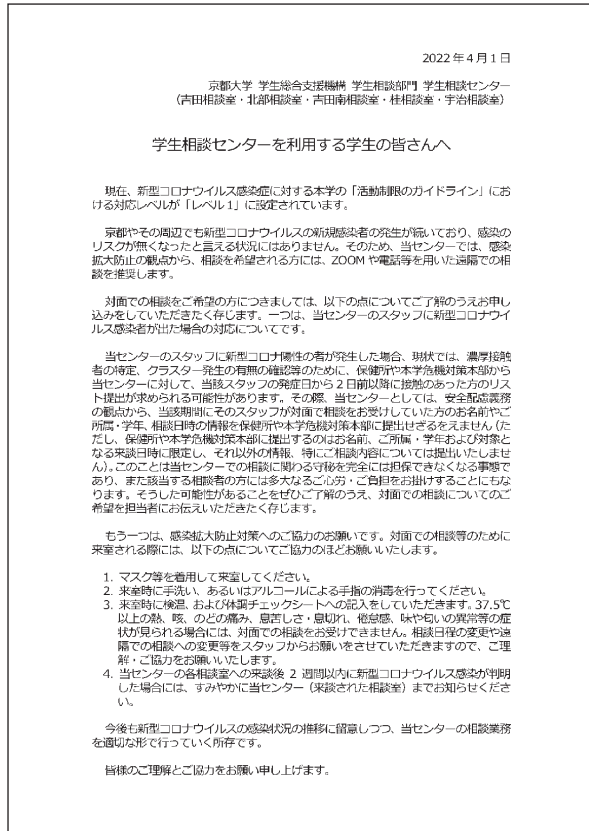 2022年4月1日
京都大学 学生総合支援機構 学生相談部門 学生相談センター
（吉田相談室・北部相談室・吉田南相談室・桂相談室・宇治相談室）
学生相談センターを利用する学生の皆さんへ
現在、新型コロナウイルス感染症に対する本学の「活動制限のガイドライン」にお
ける対応レベルが「レベル1」に設定されています。
京都やその周辺でも新型コロナウイルスの新規感染者の発生が続いており、感染の
リスクが無くなったと言える状況にはありません。そのため、当センターでは、感染
拡大防止の観点から、相談を希望される方には、ZOOMや電話等を用いた遠隔での相
談を推奨します。
対面での相談をご希望の方につきましては、以下の点についてご了解のうえお申し
込みをしていただきたく存じます。一つは、当センターのスタッフに新型コロナウイ
ルス感染者が出た場合の対応についてです。
当センターのスタッフに新型コロナ陽性の者が発生した場合、現状では、濃厚接触
者の特定、クラスター発生の有無の確認等のために、保健所や本学危機対策本部から
当センターに対して、当該スタッフの発症日から2日前以降に接触のあった方のリス
ト提出が求められる可能性があります。その際、当センターとしては、安全配慮義務
の観点から、当該期間にそのスタッフが対面で相談をお受けしていた方のお名前やご
所属・学年、相談日時の情報を保健所や本学危機対策本部に提出せざるをえません（た
だし、保健所や本学危機対策本部に提出するのはお名前、ご所属・学年および対象と
なる来談日時に限定し、それ以外の情報、特にご相談内容については提出いたしませ
ん）。このことは当センターでの相談に関わる守秘を完全には担保できなくなる事態で
あり、また該当する相談者の方には多大なるご心労・ご負担をお掛けすることにもな
ります。そうした可能性があることをぜひご了解のうえ、対面での相談についてのご
希望を担当者にお伝えいただきたく存じます。
もう一つは、感染拡大防止対策へのご協力のお願いです。対面での相談等のために
来室される際には、以下の点についてご協力のほどお願いいたします。
1. マスク等を着用して来室してください。
2. 来室時に手洗い、あるいはアルコールによる手指の消毒を行ってください。
3. 来室時に検温、および体調チェックシートへの記入をしていただきます。37.5℃
以上の熱、咳、のどの痛み、息苦しさ・息切れ、倦怠感、味や匂いの異常等の症
状が見られる場合には、対面での相談をお受けできません。相談日程の変更や遠
隔での相談への変更等をスタッフからお願いをさせていただきますので、ご理
解・ご協力をお願いいたします。
4. 当センターの各相談室への来談後 2 週間以内に新型コロナウイルス感染が判明
した場合には、すみやかに当センター（来談された相談室）までお知らせくださ
い。
今後も新型コロナウイルスの感染状況の推移に留意しつつ、当センターの相談業務
を適切な形で行っていく所存です。
皆様のご理解とご協力をお願い申し上げます。